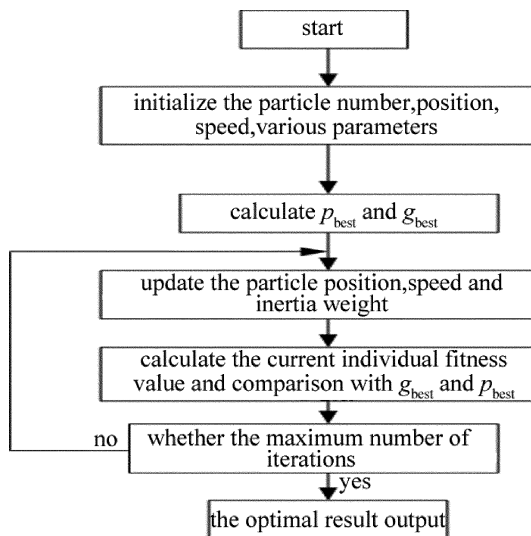 start
initialize the particle number,position,
speed,various parameters
calculate pbest and gbest
update the particle position,speed and
inertia weight
calculate the current individual fitness
value and comparison with gbest and pbest
no
whether the maximum number of
iterations
yes
the optimal result output